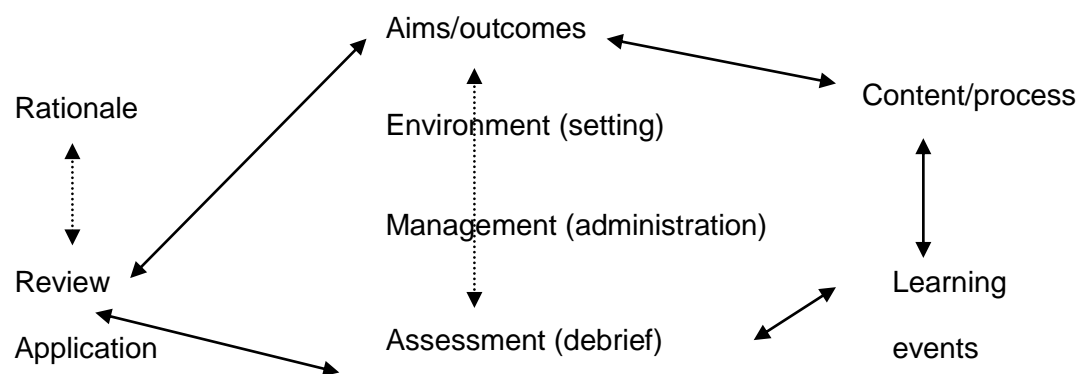 Aims/outcomes
Content/process
Rationale
Environment (setting)
Management (administration)
Review
Learning
Application
Assessment (debrief)
events